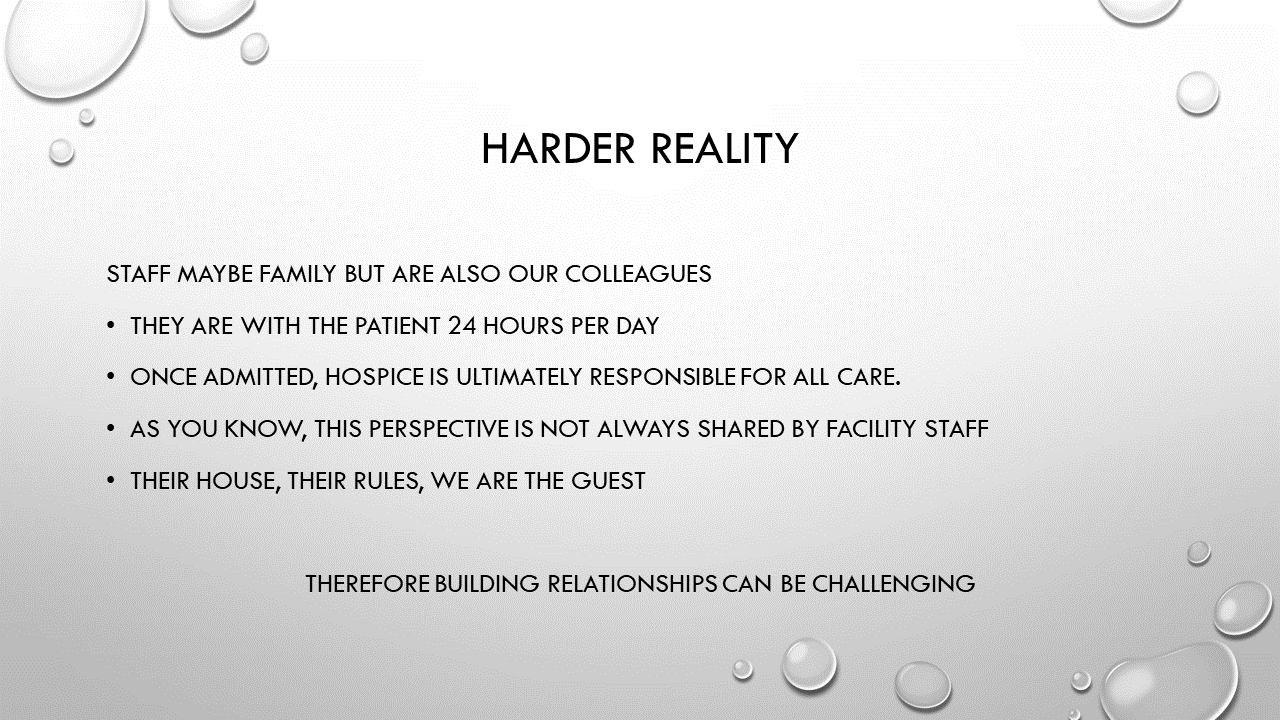 HARDER REALITY
STAFF MAYBE FAMILY BUT ARE ALSO OUR COLLEAGUES
• THEY ARE WITH THE PATIENT 24 HOURS PER DAY
• ONCE ADMITTED, HOSPICE IS ULTIMATELY RESPONSIBLE FOR ALL CARE.
• AS YOU KNOW, THIS PERSPECTIVE IS NOT ALWAYS SHARED BY FACILITY STAFF
• THEIR HOUSE, THEIR RULES, WE ARE THE GUEST
THEREFORE BUILDING RELATIONSHIPS CAN BE CHALLENGING